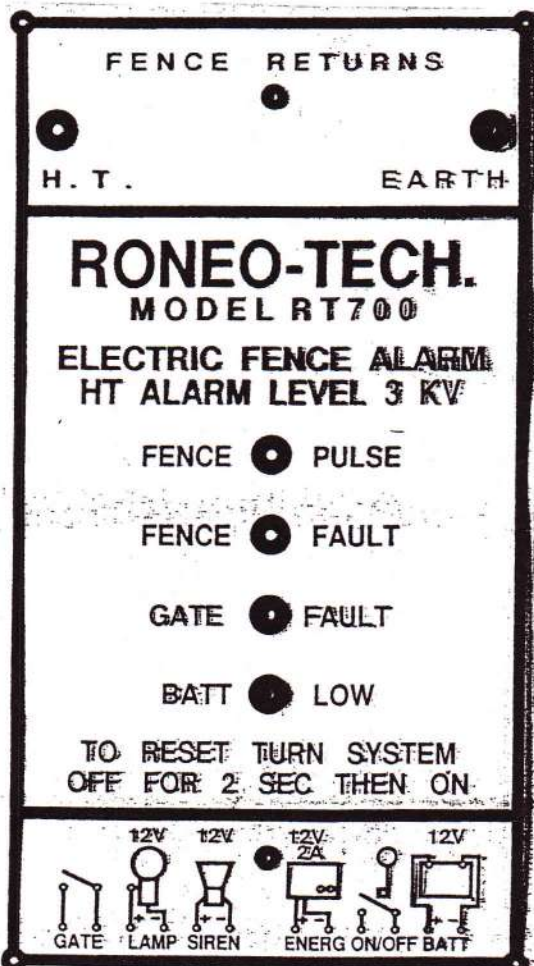 FENCE RETURNS
H.T. EARTH
RONEO-TECH.
MODEL RT700
ELECTRIC FENCE ALARM
HT ALARM LEVEL 3 KV
FENCE PULSE
FENCE FAULT
GATE FAULT
BATT LOW
TO RESET TURN SYSTEM
OFF FOR 2 SEC THEN ON
12V 12V 12V 12V
2A
+ - + - + - + -
GATE LAMP SIREN ENERG ON/OFF BATT